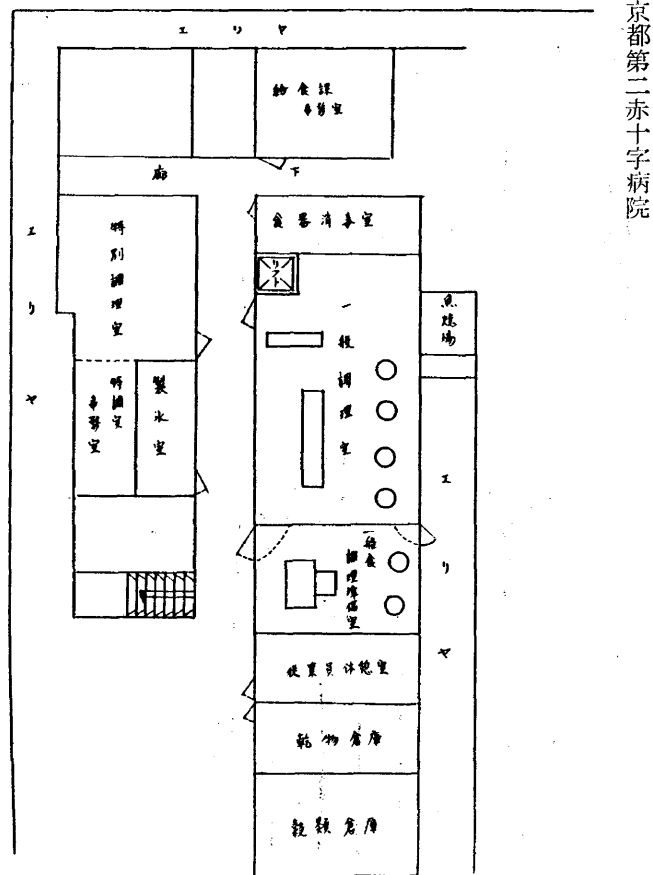 京都第二赤十字病院
エリヤ
給食課
事務室
廊下
食器消毒室
リフト
特別調理室
一般調理室
魚焼場
エリヤ
製氷室
特調室
事務室
エリヤ
一般食
調理準備室
従業員休憩室
乾物倉庫
穀類倉庫